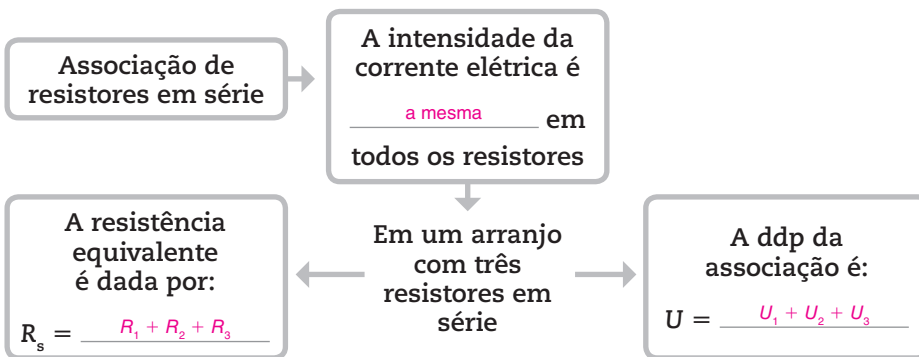 Associação de
resistores em série
A intensidade da
corrente elétrica é
a mesma em
todos os resistores
A resistência
equivalente
é dada por:
Rₛ = R₁ + R₂ + R₃
Em um arranjo
com três
resistores em
série
A ddp da
associação é:
U = U₁ + U₂ + U₃